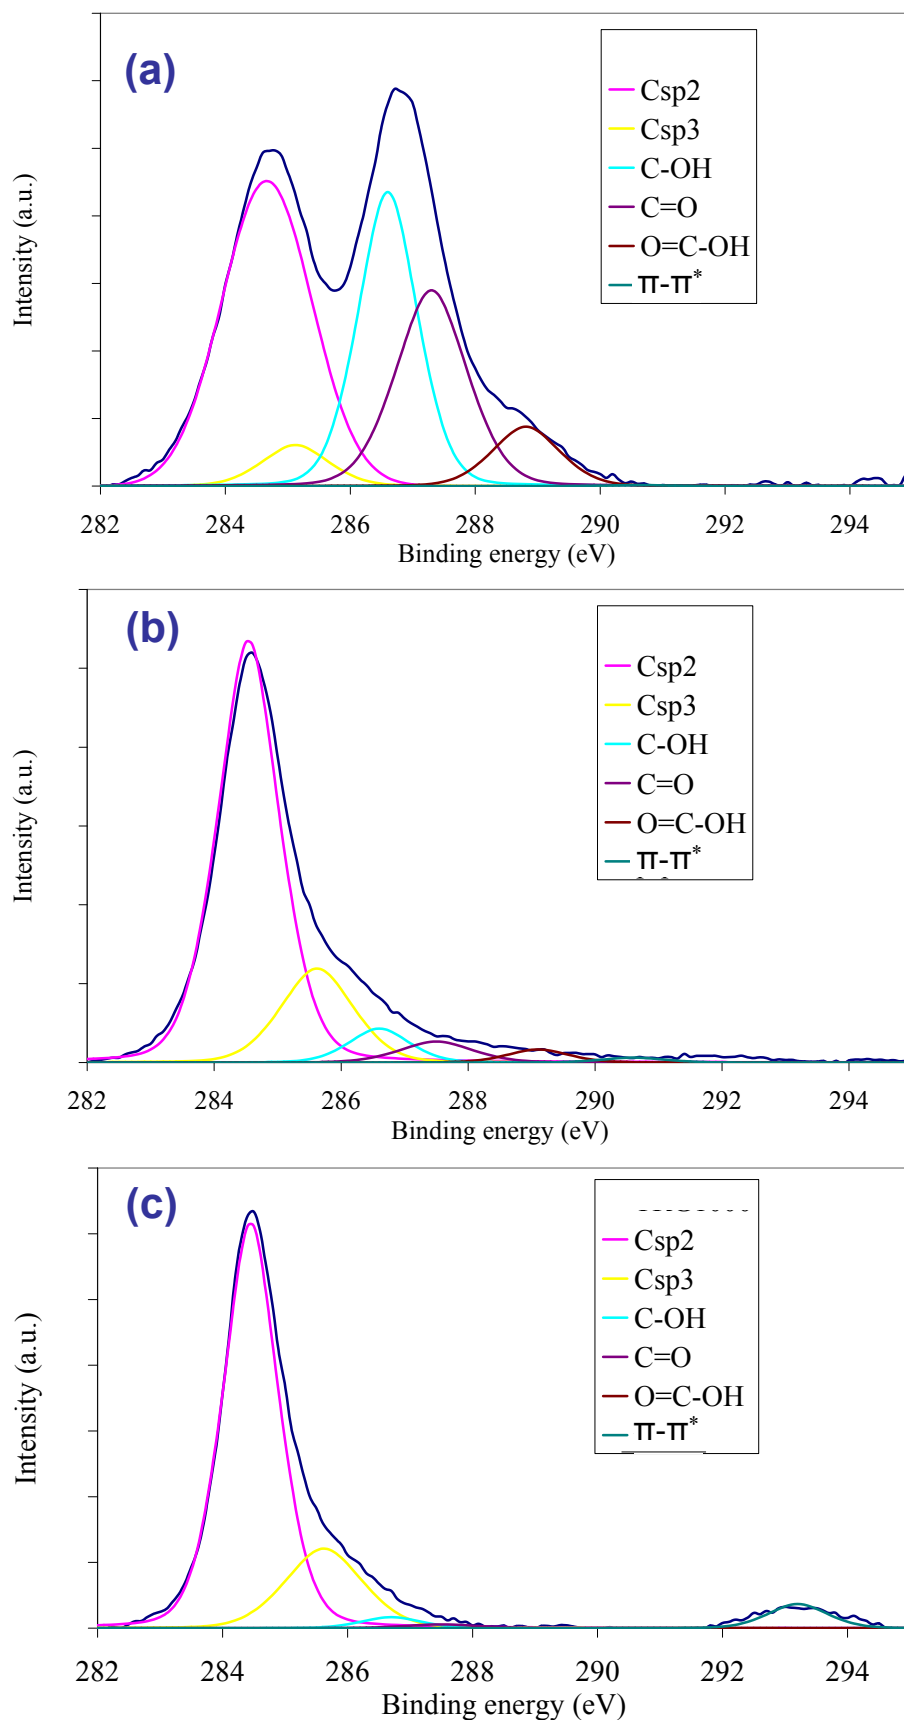 (a)
Csp2
Csp3
C-OH
C=O
O=C-OH
π-π*
Intensity (a.u.)
282 284 286 288 290 292 294
Binding energy (eV)
(b)
Csp2
Csp3
C-OH
C=O
O=C-OH
π-π*
Intensity (a.u.)
282 284 286 288 290 292 294
Binding energy (eV)
(c)
Csp2
Csp3
C-OH
C=O
O=C-OH
π-π*
Intensity (a.u.)
282 284 286 288 290 292 294
Binding energy (eV)